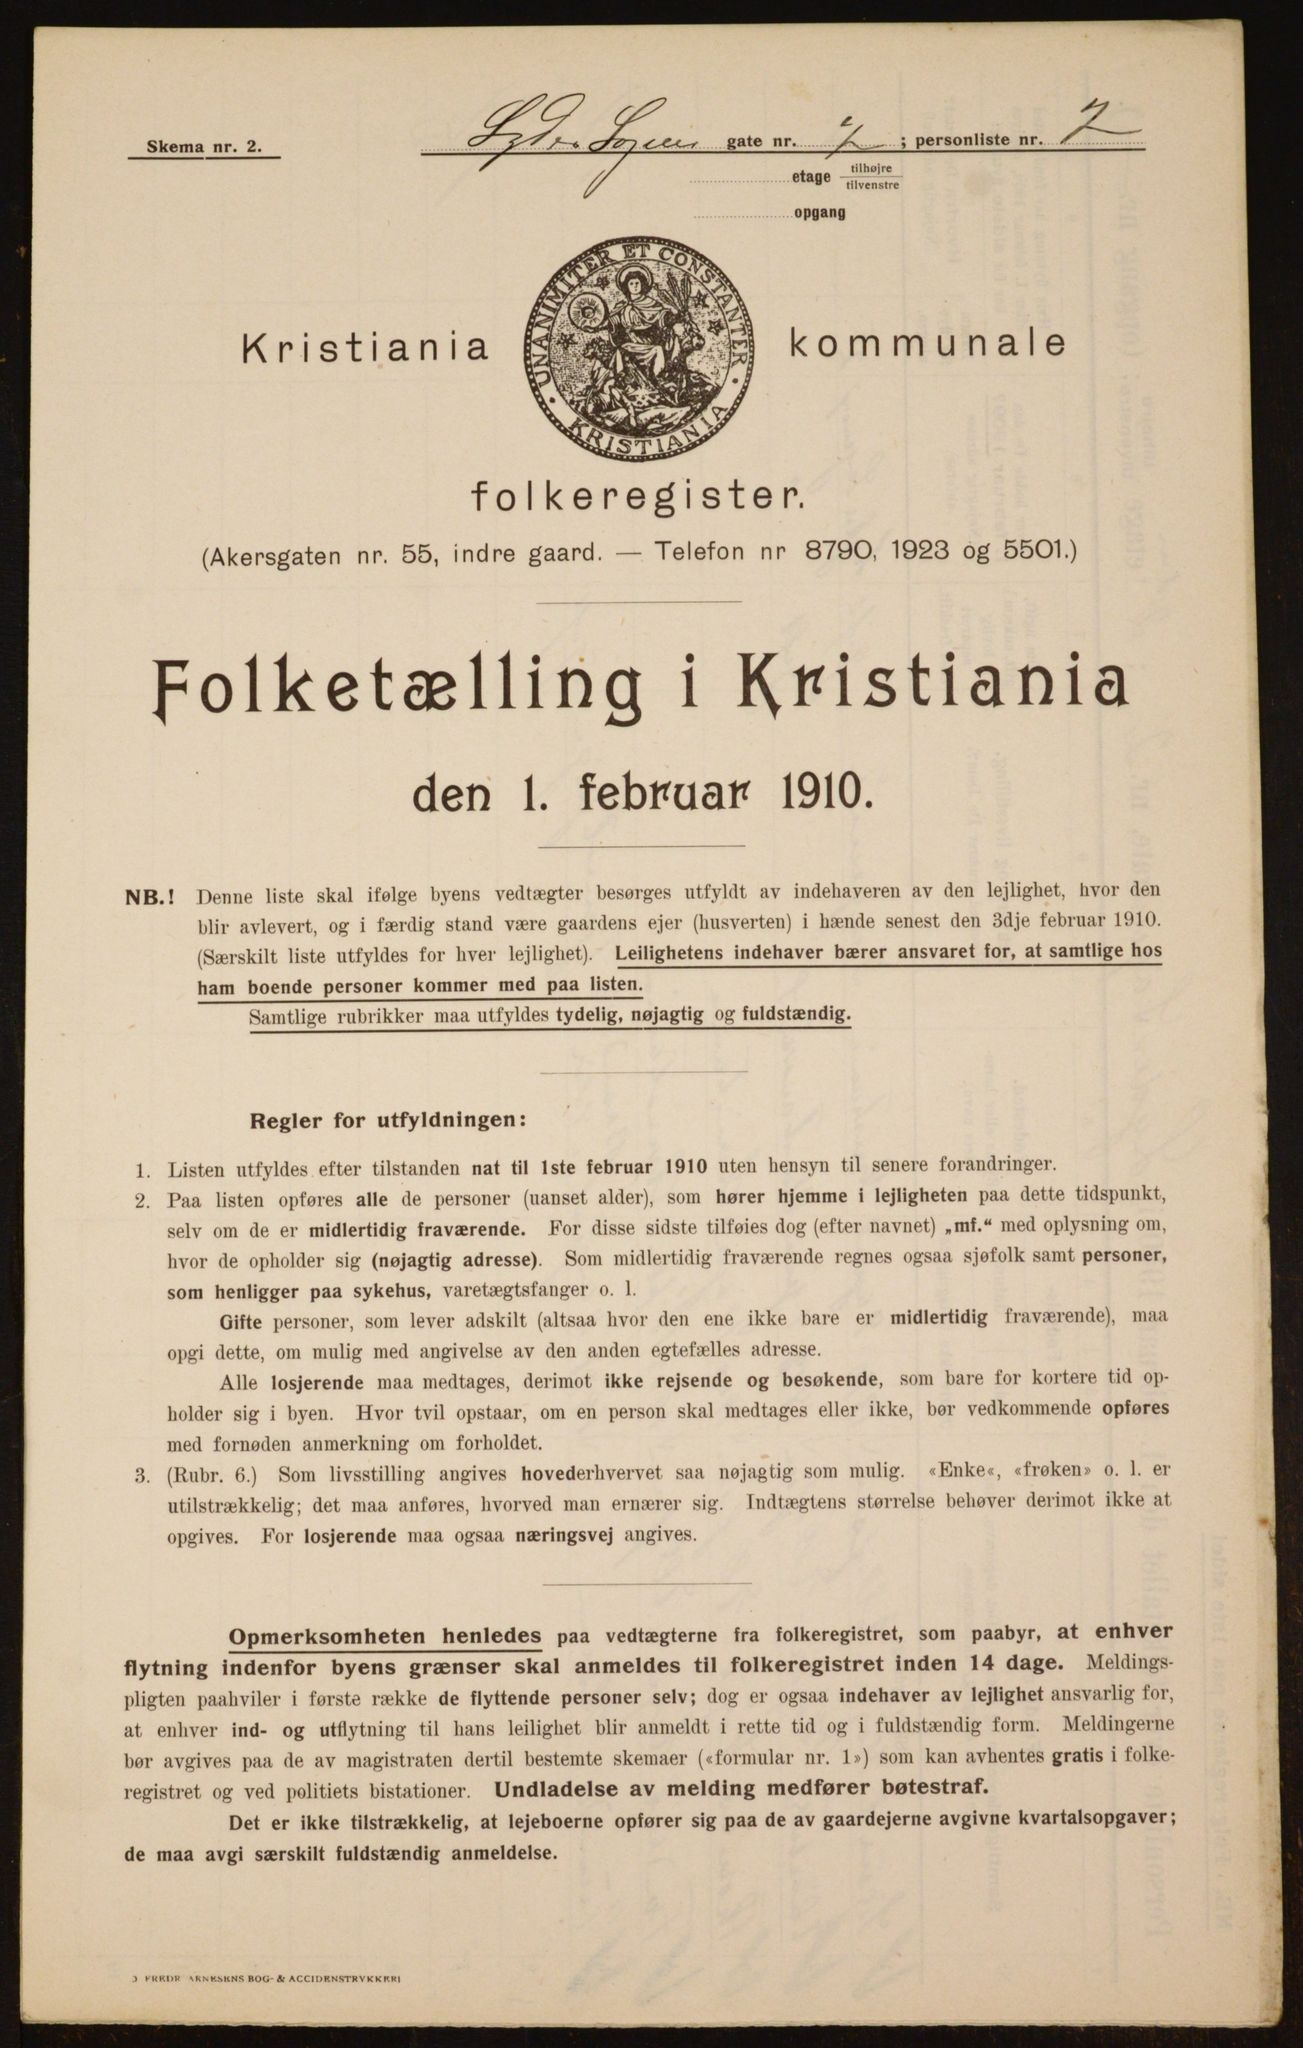 Skema nr. 2.
Lyder Sagens gate nr. 7 ; personliste nr. 7
etage tilhøjre
tilvenstre
opgang
UNANIMITER ET CONSTANTER
KRISTIANIA
Kristiania kommunale
folkeregister.
(Akersgaten nr. 55, indre gaard. — Telefon nr 8790, 1923 og 5501.)
Folketælling i Kristiania
den 1. februar 1910.
NB.! Denne liste skal ifølge byens vedtægter besørges utfyldt av indehaveren av den lejlighet, hvor den
blir avlevert, og i færdig stand være gaardens ejer (husverten) i hænde senest den 3dje februar 1910.
(Særskilt liste utfyldes for hver lejlighet). Leilighetens indehaver bærer ansvaret for, at samtlige hos
ham boende personer kommer med paa listen.
Samtlige rubrikker maa utfyldes tydelig, nøjagtig og fuldstændig.
Regler for utfyldningen:
1. Listen utfyldes efter tilstanden nat til 1ste februar 1910 uten hensyn til senere forandringer.
2. Paa listen opføres alle de personer (uanset alder), som hører hjemme i lejligheten paa dette tidspunkt,
selv om de er midlertidig fraværende. For disse sidste tilføies dog (efter navnet) „mf.“ med oplysning om,
hvor de opholder sig (nøjagtig adresse). Som midlertidig fraværende regnes ogsaa sjøfolk samt personer,
som henligger paa sykehus, varetægtsfanger o. l.
Gifte personer, som lever adskilt (altsaa hvor den ene ikke bare er midlertidig fraværende), maa
opgi dette, om mulig med angivelse av den anden egtefælles adresse.
Alle losjerende maa medtages, derimot ikke rejsende og besøkende, som bare for kortere tid op-
holder sig i byen. Hvor tvil opstaar, om en person skal medtages eller ikke, bør vedkommende opføres
med fornøden anmerkning om forholdet.
3. (Rubr. 6.) Som livsstilling angives hovederhvervet saa nøjagtig som mulig. «Enke«, «frøken» o. l. er
utilstrækkelig; det maa anføres, hvorved man ernærer sig. Indtægtens størrelse behøver derimot ikke at
opgives. For losjerende maa ogsaa næringsvej angives.
Opmerksomheten henledes paa vedtægterne fra folkeregistret, som paabyr, at enhver
flytning indenfor byens grænser skal anmeldes til folkeregistret inden 14 dage. Meldings-
pligten paahviler i første række de flyttende personer selv; dog er ogsaa indehaver av lejlighet ansvarlig for,
at enhver ind- og utflytning til hans leilighet blir anmeldt i rette tid og i fuldstændig form. Meldingerne
bør avgives paa de av magistraten dertil bestemte skemaer («formular nr. 1») som kan avhentes gratis i folke-
registret og ved politiets bistationer. Undladelse av melding medfører bøtestraf.
Det er ikke tilstrækkelig, at lejeboerne opfører sig paa de av gaardejerne avgivne kvartalsopgaver;
de maa avgi særskilt fuldstændig anmeldelse.
FREDR ARNESENS BOG- & ACCIDENSTRYKKERI